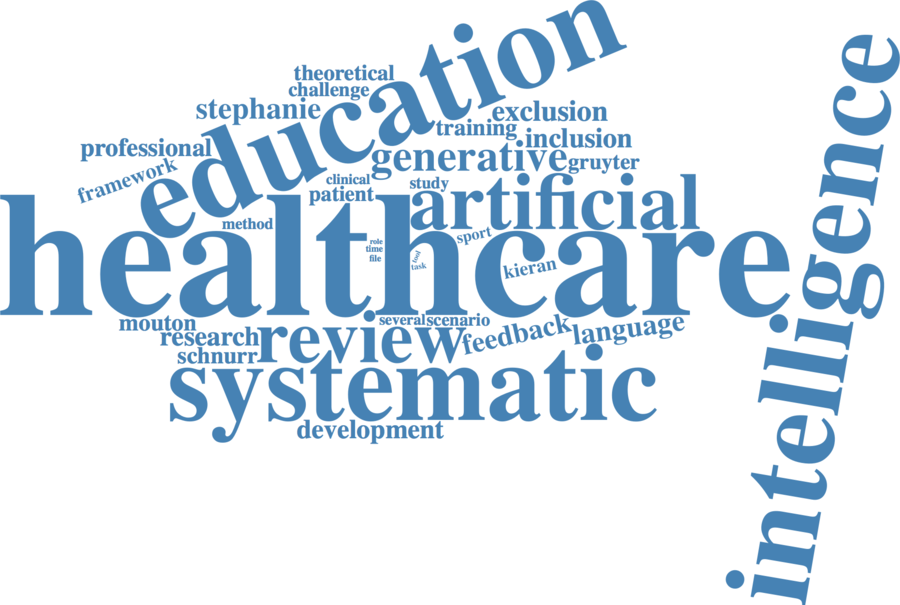 education
intelligence
theoretical
challenge
stephanie
exclusion
training
inclusion
professional
generative
gruyter
framework
clinical
study
patient
artificial
method
healthcare
sport
role
time
file
tool
task
kieran
mouton
several
scenario
feedback
language
research
review
schnurr
systematic
development